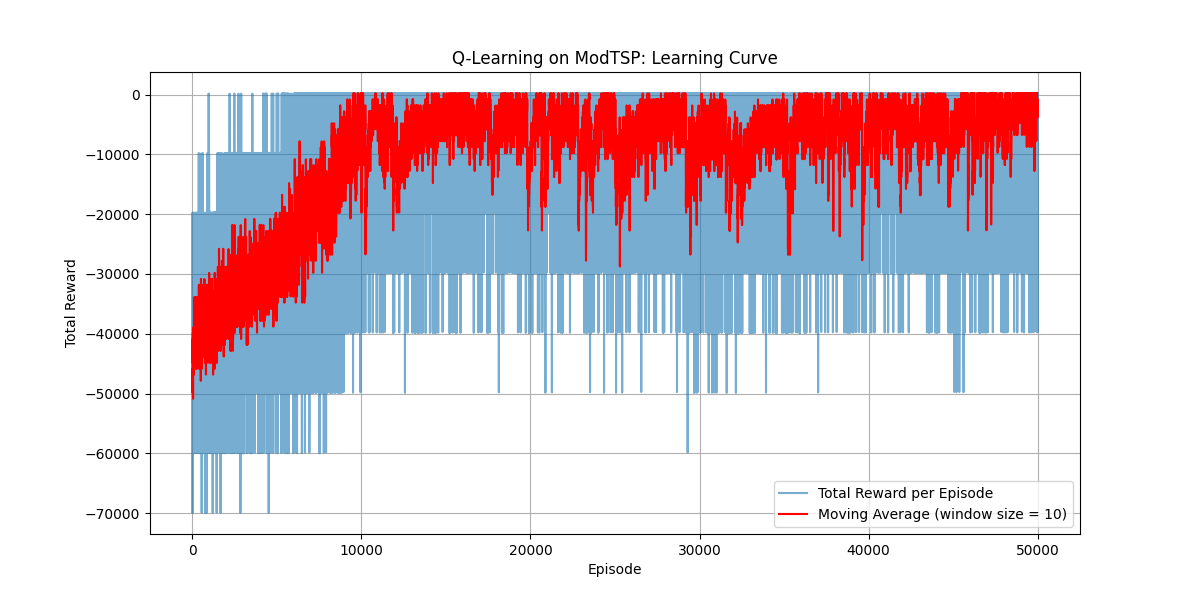 Q-Learning on ModTSP: Learning Curve
Total Reward
0
−10000
−20000
−30000
−40000
−50000
−60000
−70000
0
10000
20000
30000
40000
50000
Episode
Total Reward per Episode
Moving Average (window size = 10)